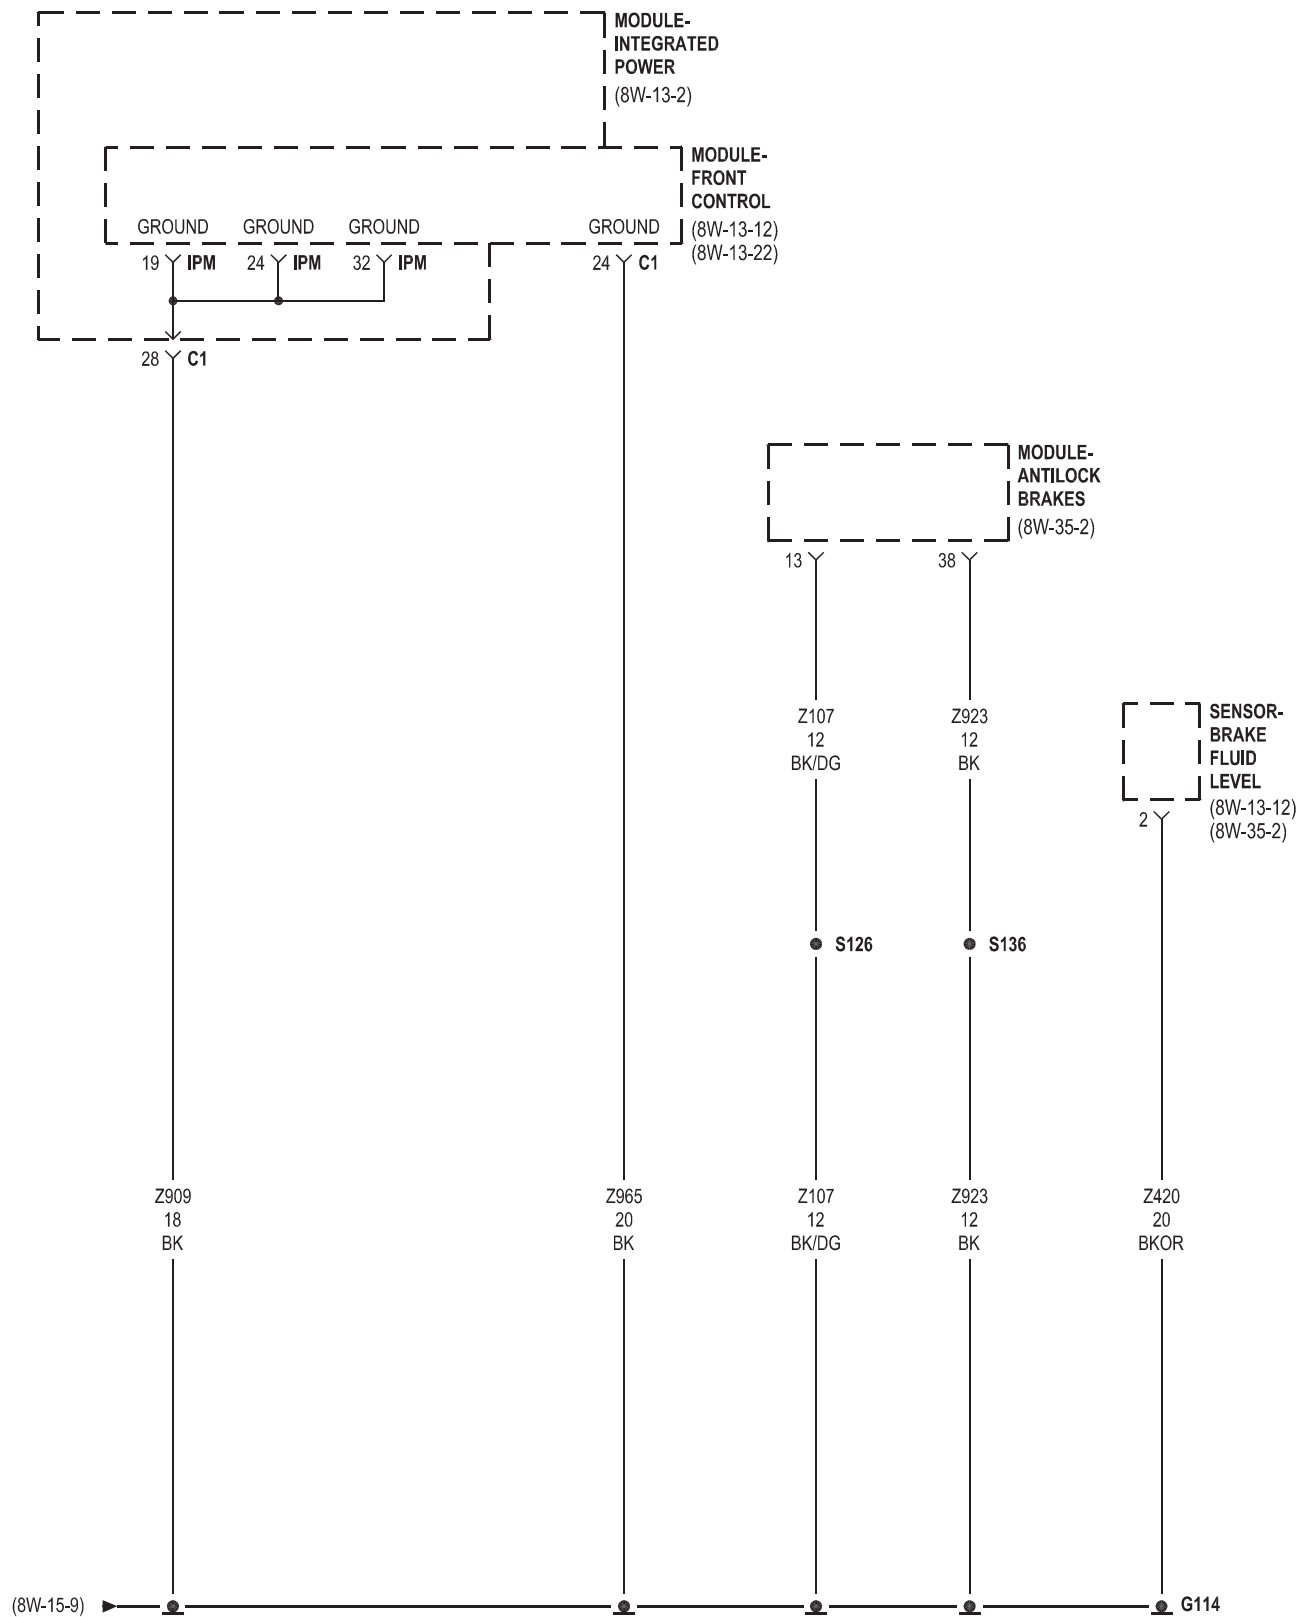 MODULE-
INTEGRATED
POWER
(8W-13-2)
MODULE-
FRONT
CONTROL
(8W-13-12)
(8W-13-22)
GROUND GROUND GROUND GROUND
19 IPM 24 IPM 32 IPM 24 C1
28 C1
MODULE-
ANTILOCK
BRAKES
(8W-35-2)
13 38
Z107 Z923
12 12
BK/DG BK
SENSOR-
BRAKE
FLUID
LEVEL
(8W-13-12)
(8W-35-2)
2
S126 S136
Z909 Z965 Z107 Z923 Z420
18 20 12 12 20
BK BK BK/DG BK BKOR
(8W-15-9) G114